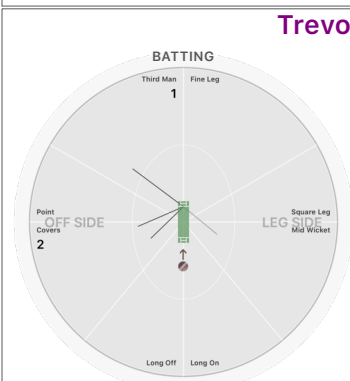 Trevo
BATTING
Third Man Fine Leg
1
Point Square Leg
OFF SIDE LEG SIDE
Covers Mid Wicket
2
Long Off Long On